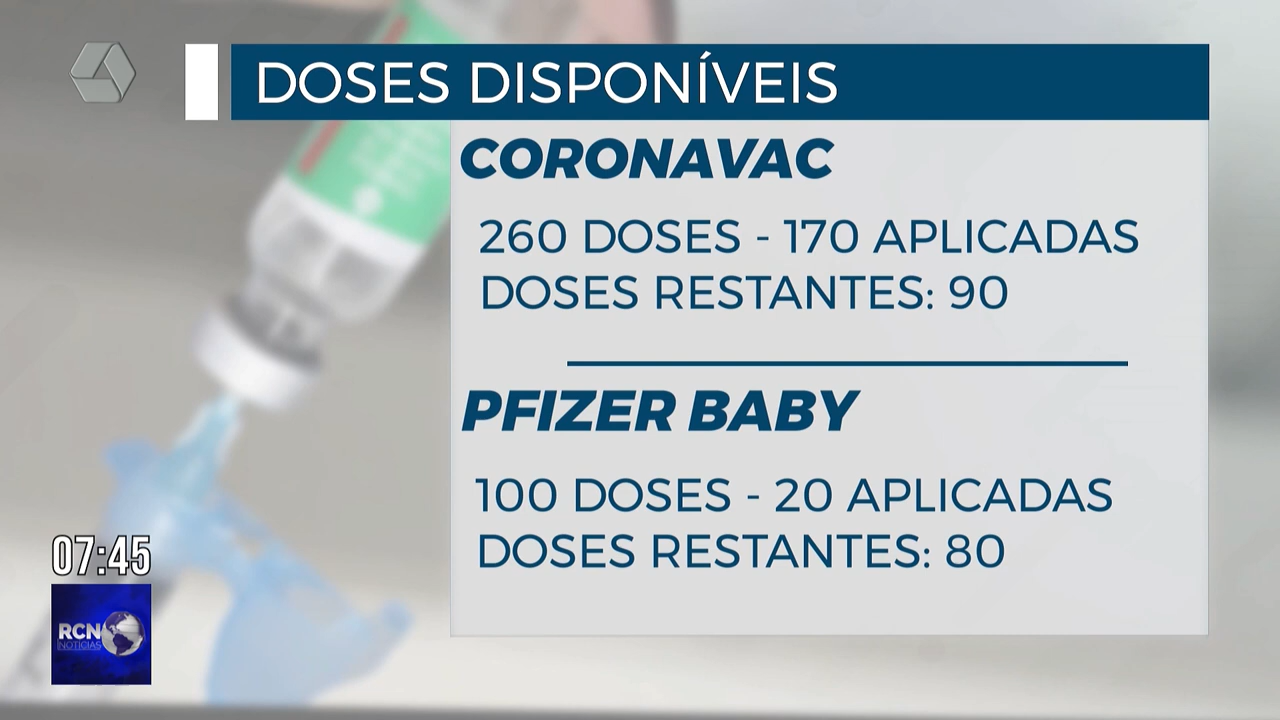 DOSES DISPONÍVEIS
CORONAVAC
260 DOSES - 170 APLICADAS
DOSES RESTANTES: 90
PFIZER BABY
100 DOSES - 20 APLICADAS
DOSES RESTANTES: 80
07:45
RCN
NOTÍCIAS